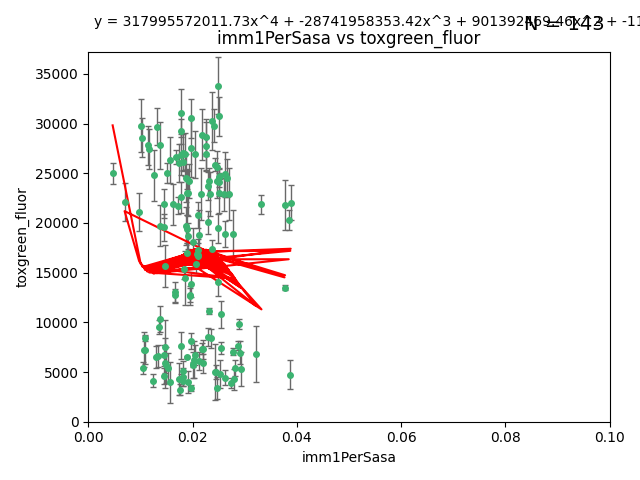 y = 317995572011.73x^4 + -28741958353.42x^3 + 901392
N = 143
imm1PerSasa vs toxgreen_fluor
35000
30000
25000
20000
15000
10000
5000
0
toxgreen_fluor
0.00 0.02 0.04 0.06 0.08 0.10
imm1PerSasa